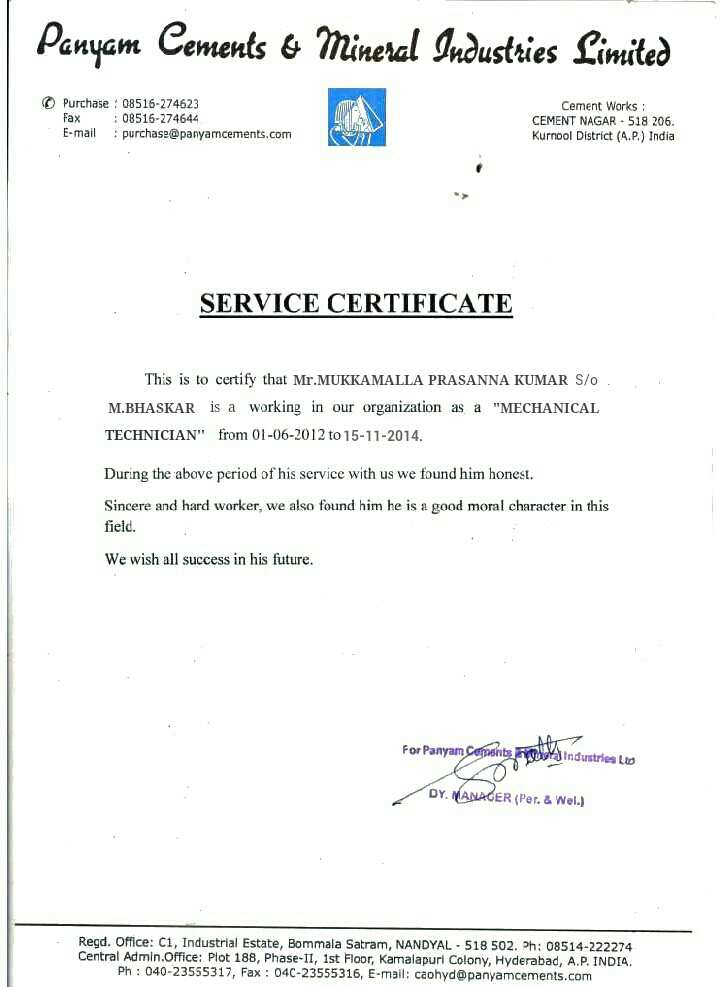 Panyam Cements & Mineral Industries Limited
✆ Purchase : 08516-274623
Fax : 08516-274644
E-mail : purchase@panyamcements.com
Cement Works :
CEMENT NAGAR - 518 206.
Kurnool District (A.P.) India
SERVICE CERTIFICATE
This is to certify that Mr.MUKKAMALLA PRASANNA KUMAR S/o
M.BHASKAR is a working in our organization as a "MECHANICAL
TECHNICIAN" from 01-06-2012 to 15-11-2014.
During the above period of his service with us we found him honest.
Sincere and hard worker, we also found him he is a good moral character in this
field.
We wish all success in his future.
For Panyam Cements & Mineral Industries Ltd
DY. MANAGER (Per. & Wel.)
Regd. Office: C1, Industrial Estate, Bommala Satram, NANDYAL - 518 502. Ph: 08514-222274
Central Admin.Office: Plot 188, Phase-II, 1st Floor, Kamalapuri Colony, Hyderabad, A.P. INDIA.
Ph : 040-23555317, Fax : 040-23555316, E-mail: caohyd@panyamcements.com